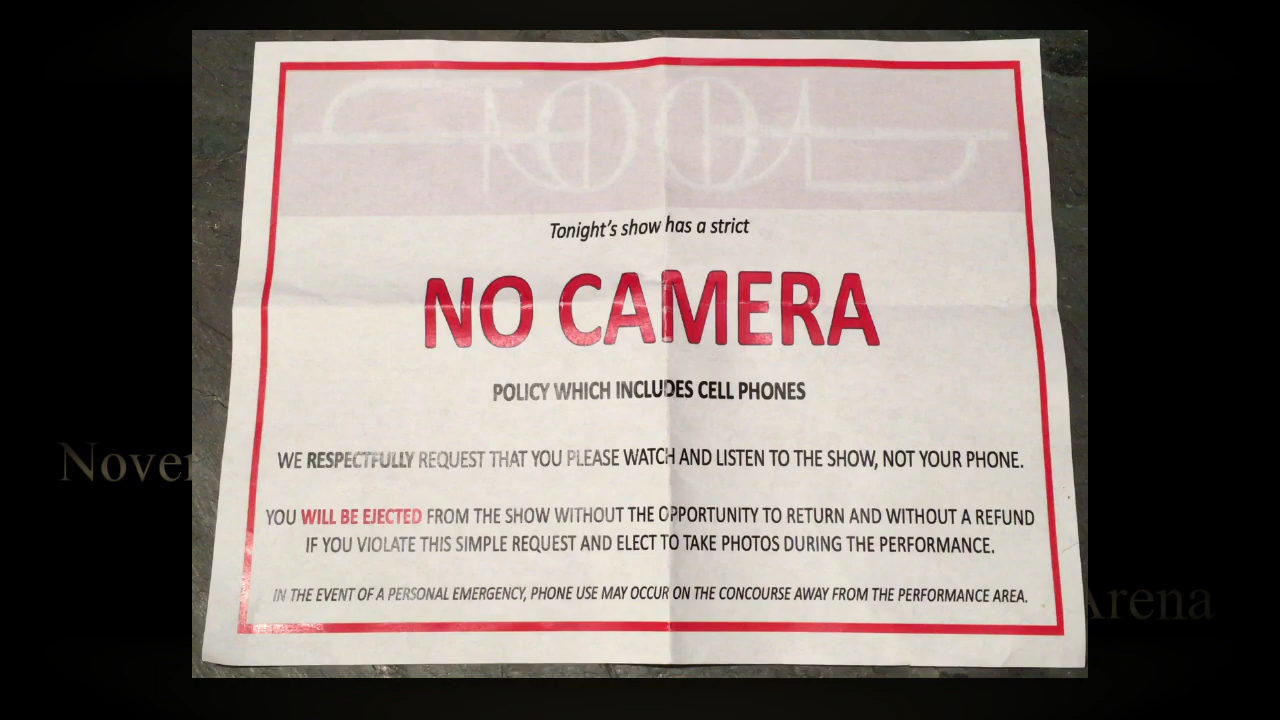 TOOL
Tonight's show has a strict
NO CAMERA
POLICY WHICH INCLUDES CELL PHONES
WE RESPECTFULLY REQUEST THAT YOU PLEASE WATCH AND LISTEN TO THE SHOW, NOT YOUR PHONE.
YOU WILL BE EJECTED FROM THE SHOW WITHOUT THE OPPORTUNITY TO RETURN AND WITHOUT A REFUND
IF YOU VIOLATE THIS SIMPLE REQUEST AND ELECT TO TAKE PHOTOS DURING THE PERFORMANCE.
IN THE EVENT OF A PERSONAL EMERGENCY, PHONE USE MAY OCCUR ON THE CONCOURSE AWAY FROM THE PERFORMANCE AREA.
Arena